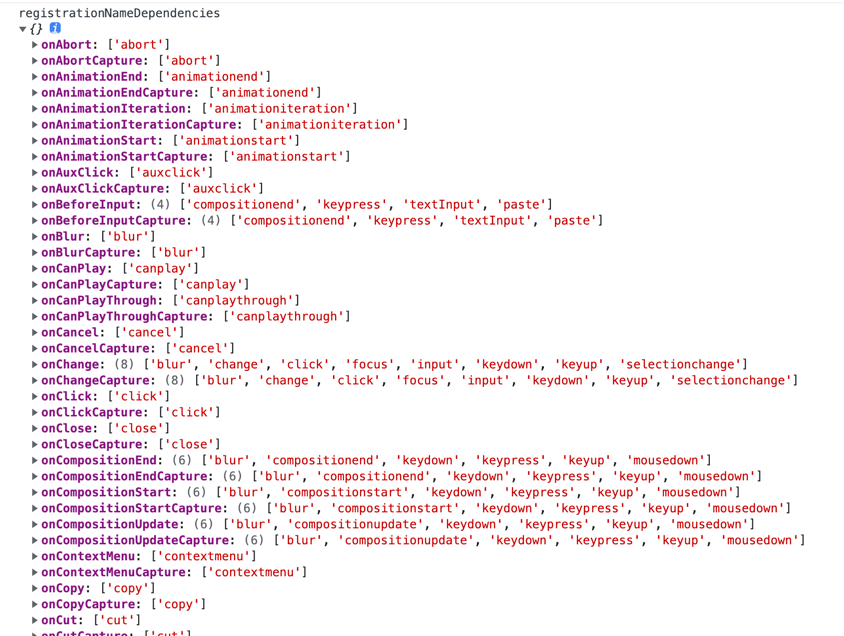 registrationNameDependencies
{} i
onAbort: ['abort']
onAbortCapture: ['abort']
onAnimationEnd: ['animationend']
onAnimationEndCapture: ['animationend']
onAnimationIteration: ['animationiteration']
onAnimationIterationCapture: ['animationiteration']
onAnimationStart: ['animationstart']
onAnimationStartCapture: ['animationstart']
onAuxClick: ['auxclick']
onAuxClickCapture: ['auxclick']
onBeforeInput: (4) ['compositionend', 'keypress', 'textInput', 'paste']
onBeforeInputCapture: (4) ['compositionend', 'keypress', 'textInput', 'paste']
onBlur: ['blur']
onBlurCapture: ['blur']
onCanPlay: ['canplay']
onCanPlayCapture: ['canplay']
onCanPlayThrough: ['canplaythrough']
onCanPlayThroughCapture: ['canplaythrough']
onCancel: ['cancel']
onCancelCapture: ['cancel']
onChange: (8) ['blur', 'change', 'click', 'focus', 'input', 'keydown', 'keyup', 'selectionchange']
onChangeCapture: (8) ['blur', 'change', 'click', 'focus', 'input', 'keydown', 'keyup', 'selectionchange']
onClick: ['click']
onClickCapture: ['click']
onClose: ['close']
onCloseCapture: ['close']
onCompositionEnd: (6) ['blur', 'compositionend', 'keydown', 'keypress', 'keyup', 'mousedown']
onCompositionEndCapture: (6) ['blur', 'compositionend', 'keydown', 'keypress', 'keyup', 'mousedown']
onCompositionStart: (6) ['blur', 'compositionstart', 'keydown', 'keypress', 'keyup', 'mousedown']
onCompositionStartCapture: (6) ['blur', 'compositionstart', 'keydown', 'keypress', 'keyup', 'mousedown']
onCompositionUpdate: (6) ['blur', 'compositionupdate', 'keydown', 'keypress', 'keyup', 'mousedown']
onCompositionUpdateCapture: (6) ['blur', 'compositionupdate', 'keydown', 'keypress', 'keyup', 'mousedown']
onContextMenu: ['contextmenu']
onContextMenuCapture: ['contextmenu']
onCopy: ['copy']
onCopyCapture: ['copy']
onCut: ['cut']
onCutCapture: ['cut']